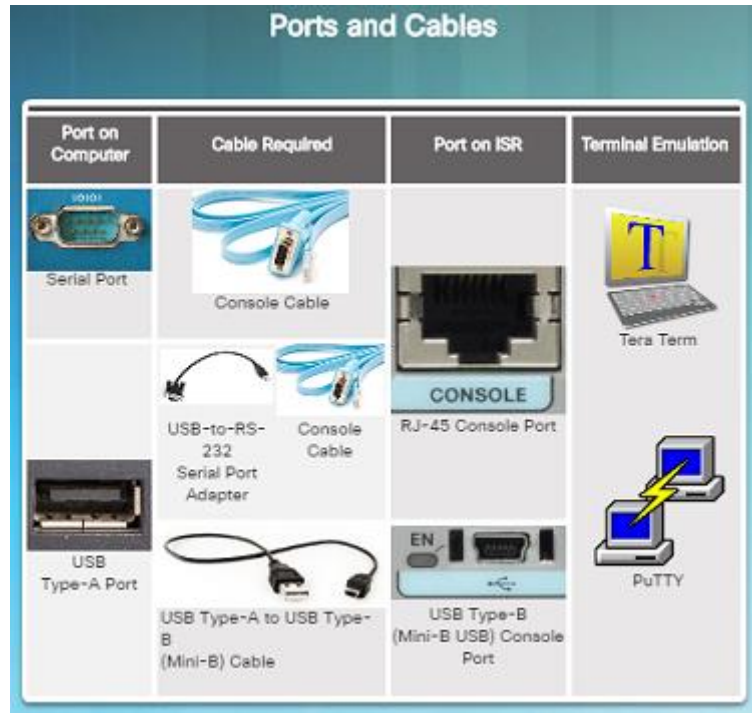 Ports and Cables
Port on
Computer
Cable Required
Port on ISR
Terminal Emulation
IOIOI
Serial Port
Console Cable
CONSOLE
RJ-45 Console Port
T
Tera Term
USB-to-RS-
232
Serial Port
Adapter
Console
Cable
USB
Type-A Port
USB Type-A to USB Type-
B
(Mini-B) Cable
EN
USB Type-B
(Mini-B USB) Console
Port
PuTTY